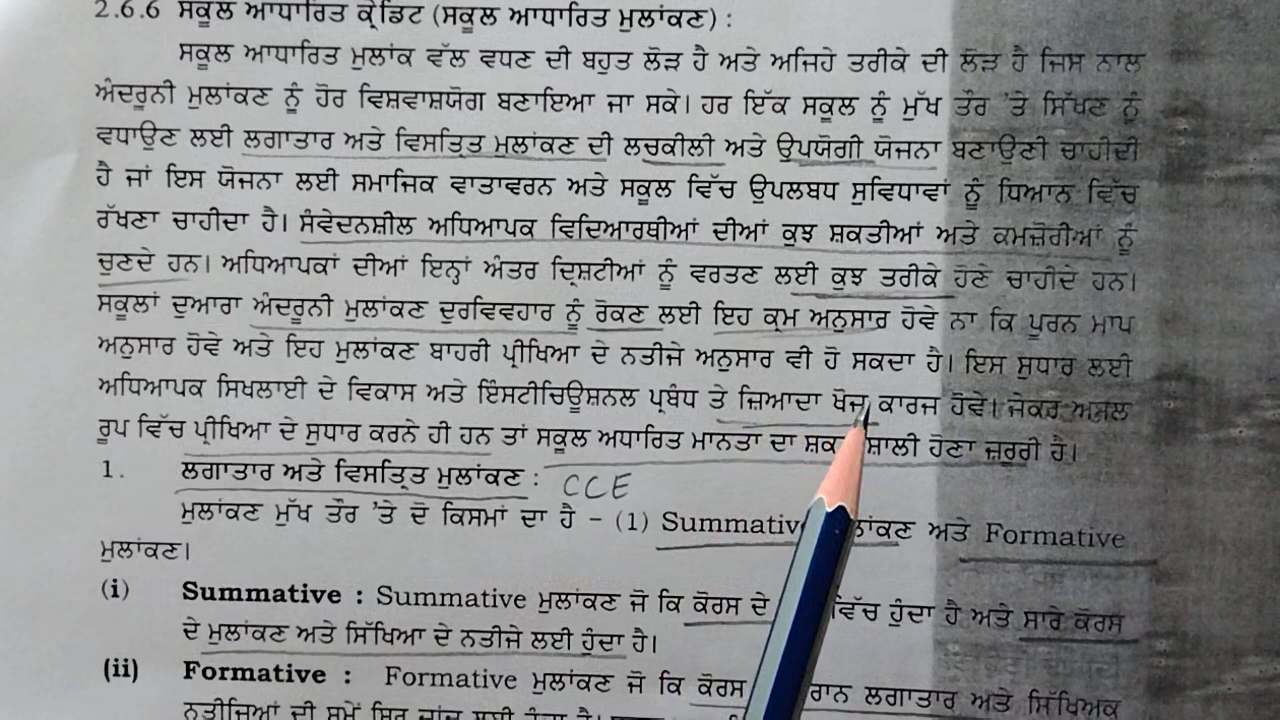 2.6.6 ਸਕੂਲ ਆਧਾਰਿਤ ਕ੍ਰੇਡਿਟ (ਸਕੂਲ ਆਧਾਰਿਤ ਮੁਲਾਂਕਣ) :
ਸਕੂਲ ਆਧਾਰਿਤ ਮੁਲਾਂਕ ਵੱਲ ਵਧਣ ਦੀ ਬਹੁਤ ਲੋੜ ਹੈ ਅਤੇ ਅਜਿਹੇ ਤਰੀਕੇ ਦੀ ਲੋੜ ਹੈ ਜਿਸ ਨਾਲ
ਅੰਦਰੂਨੀ ਮੁਲਾਂਕਣ ਨੂੰ ਹੋਰ ਵਿਸ਼ਵਾਸ਼ਯੋਗ ਬਣਾਇਆ ਜਾ ਸਕੇ। ਹਰ ਇੱਕ ਸਕੂਲ ਨੂੰ ਮੁੱਖ ਤੌਰ 'ਤੇ ਸਿੱਖਣ ਨੂੰ
ਵਧਾਉਣ ਲਈ ਲਗਾਤਾਰ ਅਤੇ ਵਿਸਤ੍ਰਿਤ ਮੁਲਾਂਕਣ ਦੀ ਲਚਕੀਲੀ ਅਤੇ ਉਪਯੋਗੀ ਯੋਜਨਾ ਬਣਾਉਣੀ ਚਾਹੀਦੀ
ਹੈ ਜਾਂ ਇਸ ਯੋਜਨਾ ਲਈ ਸਮਾਜਿਕ ਵਾਤਾਵਰਨ ਅਤੇ ਸਕੂਲ ਵਿੱਚ ਉਪਲਬਧ ਸੁਵਿਧਾਵਾਂ ਨੂੰ ਧਿਆਨ ਵਿੱਚ
ਰੱਖਣਾ ਚਾਹੀਦਾ ਹੈ। ਸੰਵੇਦਨਸ਼ੀਲ ਅਧਿਆਪਕ ਵਿਦਿਆਰਥੀਆਂ ਦੀਆਂ ਕੁਝ ਸ਼ਕਤੀਆਂ ਅਤੇ ਕਮਜ਼ੋਰੀਆਂ ਨੂੰ
ਚੁਣਦੇ ਹਨ। ਅਧਿਆਪਕਾਂ ਦੀਆਂ ਇਨ੍ਹਾਂ ਅੰਤਰ ਦ੍ਰਿਸ਼ਟੀਆਂ ਨੂੰ ਵਰਤਣ ਲਈ ਕੁਝ ਤਰੀਕੇ ਹੋਣੇ ਚਾਹੀਦੇ ਹਨ।
ਸਕੂਲਾਂ ਦੁਆਰਾ ਅੰਦਰੂਨੀ ਮੁਲਾਂਕਣ ਦੁਰਵਿਵਹਾਰ ਨੂੰ ਰੋਕਣ ਲਈ ਇਹ ਕ੍ਰਮ ਅਨੁਸਾਰ ਹੋਵੇ ਨਾ ਕਿ ਪੂਰਨ ਮਾਪ
ਅਨੁਸਾਰ ਹੋਵੇ ਅਤੇ ਇਹ ਮੁਲਾਂਕਣ ਬਾਹਰੀ ਪ੍ਰੀਖਿਆ ਦੇ ਨਤੀਜੇ ਅਨੁਸਾਰ ਵੀ ਹੋ ਸਕਦਾ ਹੈ। ਇਸ ਸੁਧਾਰ ਲਈ
ਅਧਿਆਪਕ ਸਿਖਲਾਈ ਦੇ ਵਿਕਾਸ ਅਤੇ ਇੰਸਟੀਚਿਊਸ਼ਨਲ ਪ੍ਰਬੰਧ ਤੇ ਜ਼ਿਆਦਾ ਖੋਜ ਕਾਰਜ ਹੋਵੇ। ਜੇਕਰ ਅਸਲ
ਰੂਪ ਵਿੱਚ ਪ੍ਰੀਖਿਆ ਦੇ ਸੁਧਾਰ ਕਰਨੇ ਹੀ ਹਨ ਤਾਂ ਸਕੂਲ ਅਧਾਰਿਤ ਮਾਨਤਾ ਦਾ ਹੋਣਾ ਜ਼ਰੂਰੀ ਹੈ।
1. ਲਗਾਤਾਰ ਅਤੇ ਵਿਸਤ੍ਰਿਤ ਮੁਲਾਂਕਣ : CCE
ਮੁਲਾਂਕਣ ਮੁੱਖ ਤੌਰ 'ਤੇ ਦੋ ਕਿਸਮਾਂ ਦਾ ਹੈ – (1) ਅਤੇ Formative
ਮੁਲਾਂਕਣ।
(i) Summative : Summative ਮੁਲਾਂਕਣ ਜੋ ਕਿ ਕੋਰਸ ਦੇ ਵਿੱਚ ਹੁੰਦਾ ਹੈ ਅਤੇ ਸਾਰੇ ਕੋਰਸ
ਦੇ ਮੁਲਾਂਕਣ ਅਤੇ ਸਿੱਖਿਆ ਦੇ ਨਤੀਜੇ ਲਈ ਹੁੰਦਾ ਹੈ।
(ii) Formative : Formative ਮੁਲਾਂਕਣ ਜੋ ਕਿ ਕੋਰਸ ਲਗਾਤਾਰ ਅਤੇ ਸਿੱਖਿਅਕ
ਨਤੀਜਿਆਂ ਦੀ